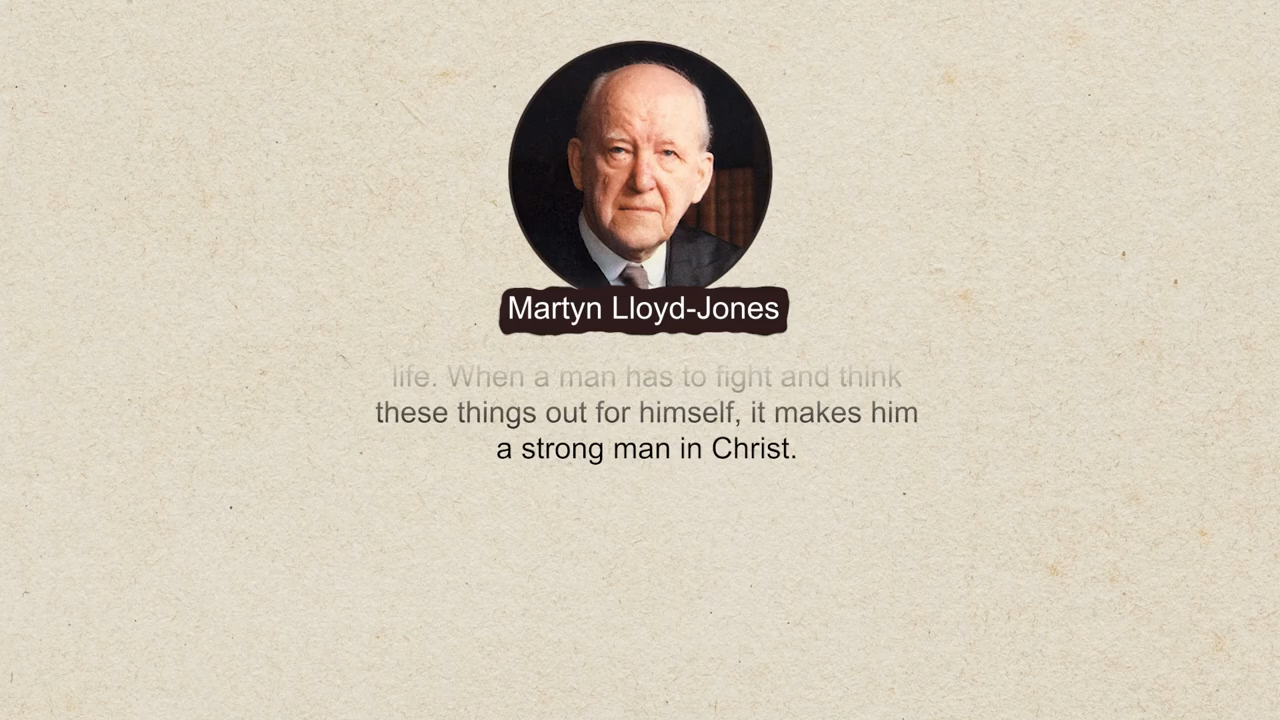 Martyn Lloyd-Jones
life. When a man has to fight and think
these things out for himself, it makes him
a strong man in Christ.